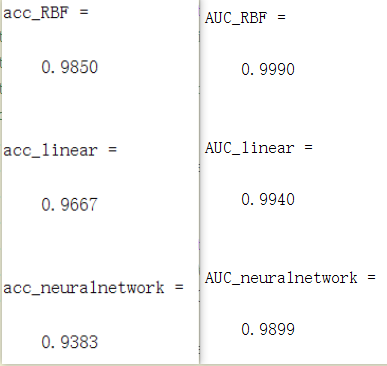 acc_RBF =
0.9850
acc_linear =
0.9667
acc_neuralnetwork =
0.9383
AUC_RBF =
0.9990
AUC_linear =
0.9940
AUC_neuralnetwork =
0.9899